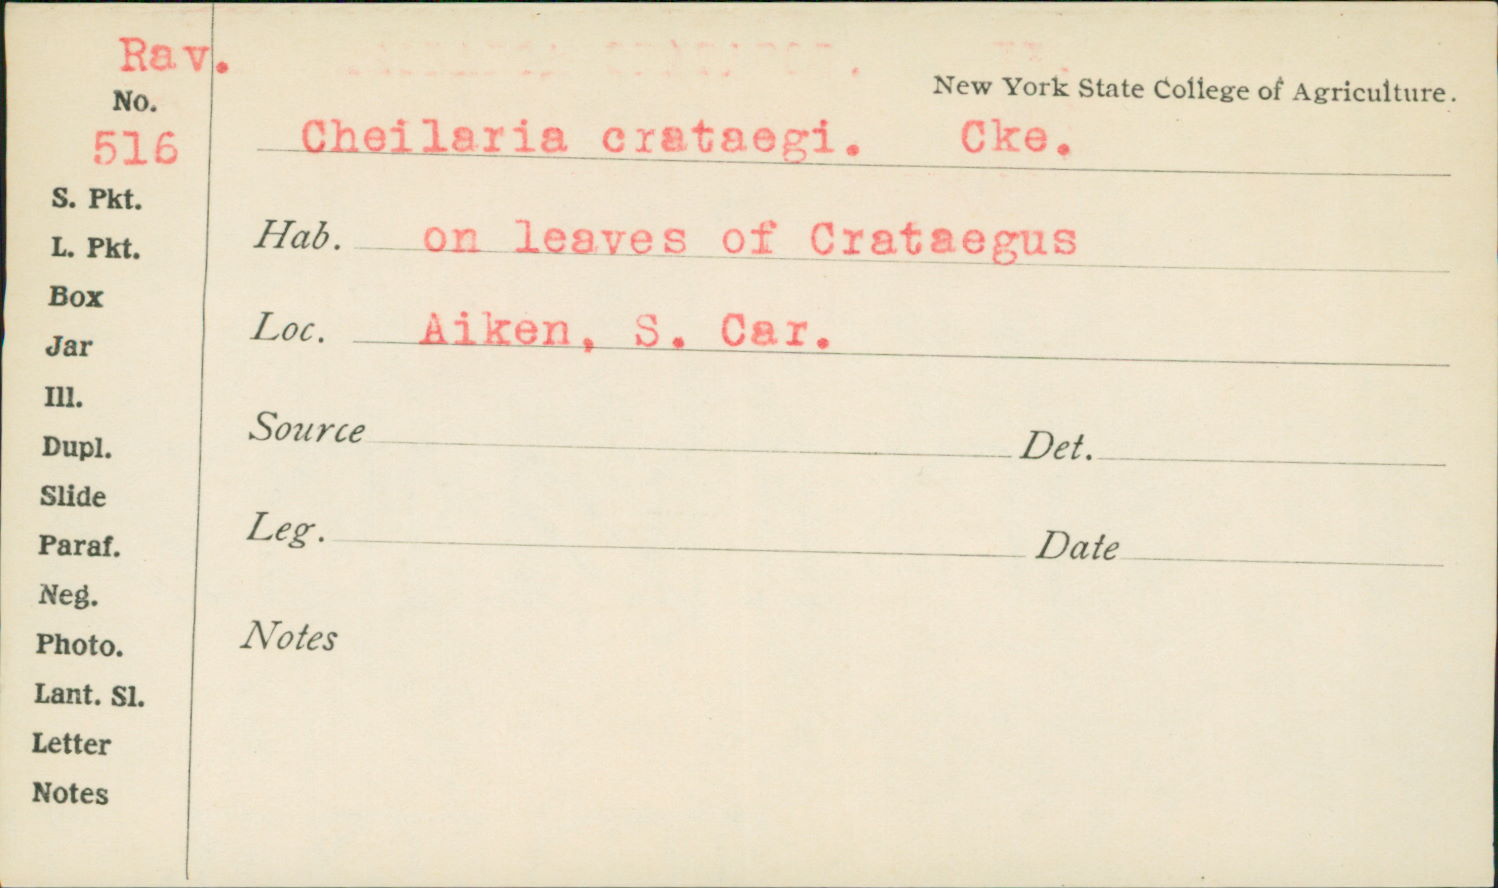 Rav.
No.
516
New York State College of Agriculture.
Cheilaria crataegi. Cke.
Hab. on leaves of Crataegus
Loc. Aiken, S. Car.
Source Det.
Leg. Date
Notes
S. Pkt.
L. Pkt.
Box
Jar
Ill.
Dupl.
Slide
Paraf.
Neg.
Photo.
Lant. Sl.
Letter
Notes